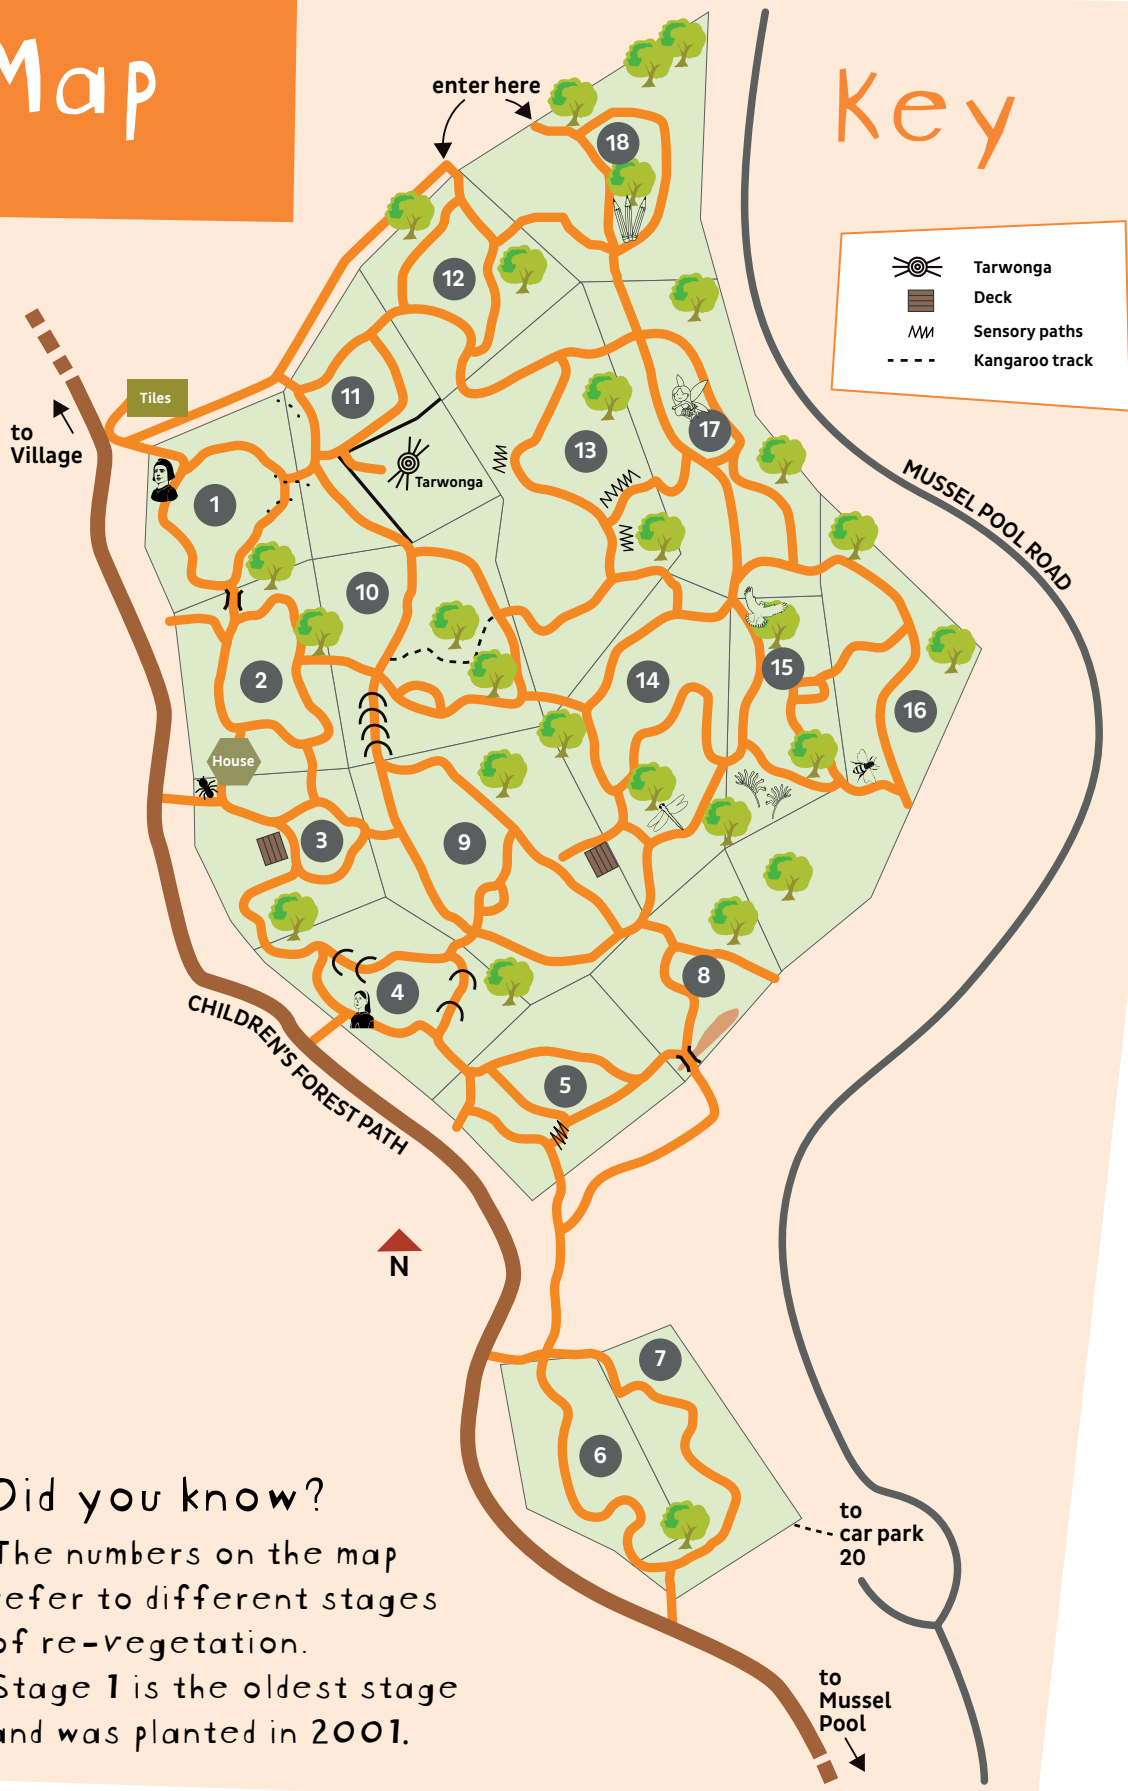 Map
Key
enter here
Tarwonga
Deck
Sensory paths
Kangaroo track
18
12
11
Tiles
to
Village
13
17
Tarwonga
1
MUSSEL POOL ROAD
10
2
14
15
16
House
3
9
4
8
CHILDREN'S FOREST PATH
5
N
7
6
to
car park
20
Did you know?
The numbers on the map
refer to different stages
of re-vegetation.
Stage 1 is the oldest stage
and was planted in 2001.
to
Mussel
Pool